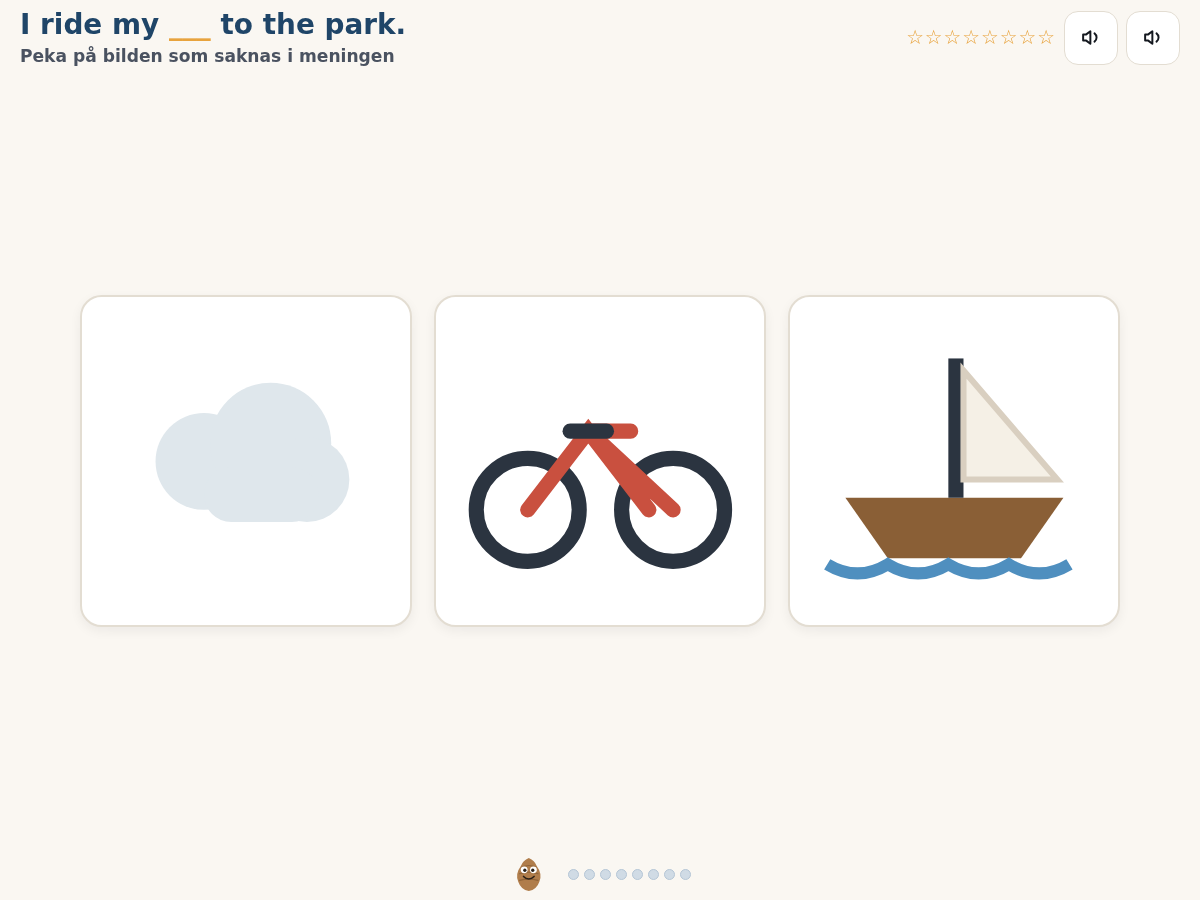 I ride my ___ to the park.
Peka på bilden som saknas i meningen